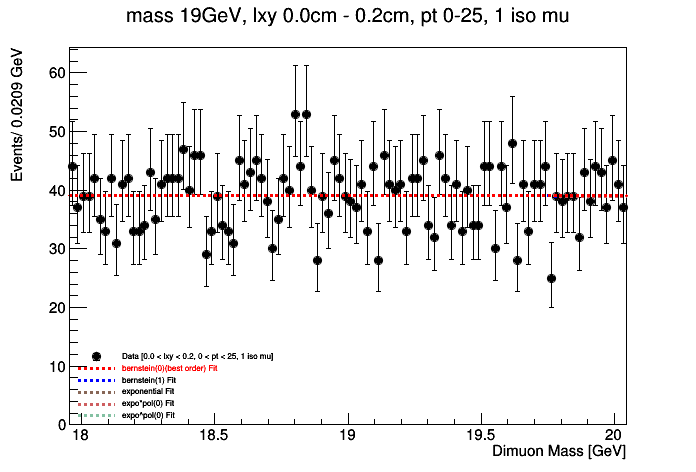 mass 19GeV, lxy 0.0cm - 0.2cm, pt 0-25, 1 iso mu
Events/ 0.0209 GeV
60
50
40
30
20
10
0
Data [0.0 < lxy < 0.2, 0 < pt < 25, 1 iso mu]
bernstein(0)(best order) Fit
bernstein(1) Fit
exponential Fit
expo*pol(0) Fit
expo^pol(0) Fit
18 18.5 19 19.5 20
Dimuon Mass [GeV]